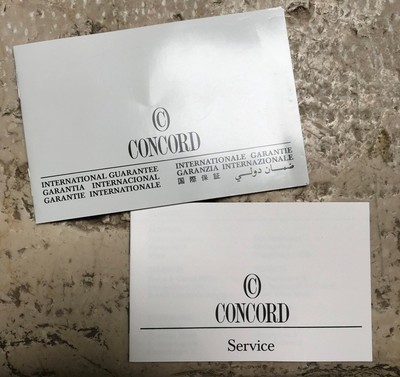 ©
CONCORD
INTERNATIONAL GUARANTEE INTERNATIONALE GARANTIE
GARANTIA INTERNACIONAL GARANZIA INTERNAZIONALE
GARANTIE INTERNATIONALE 国際保証 ضمان دولي
©
CONCORD
Service